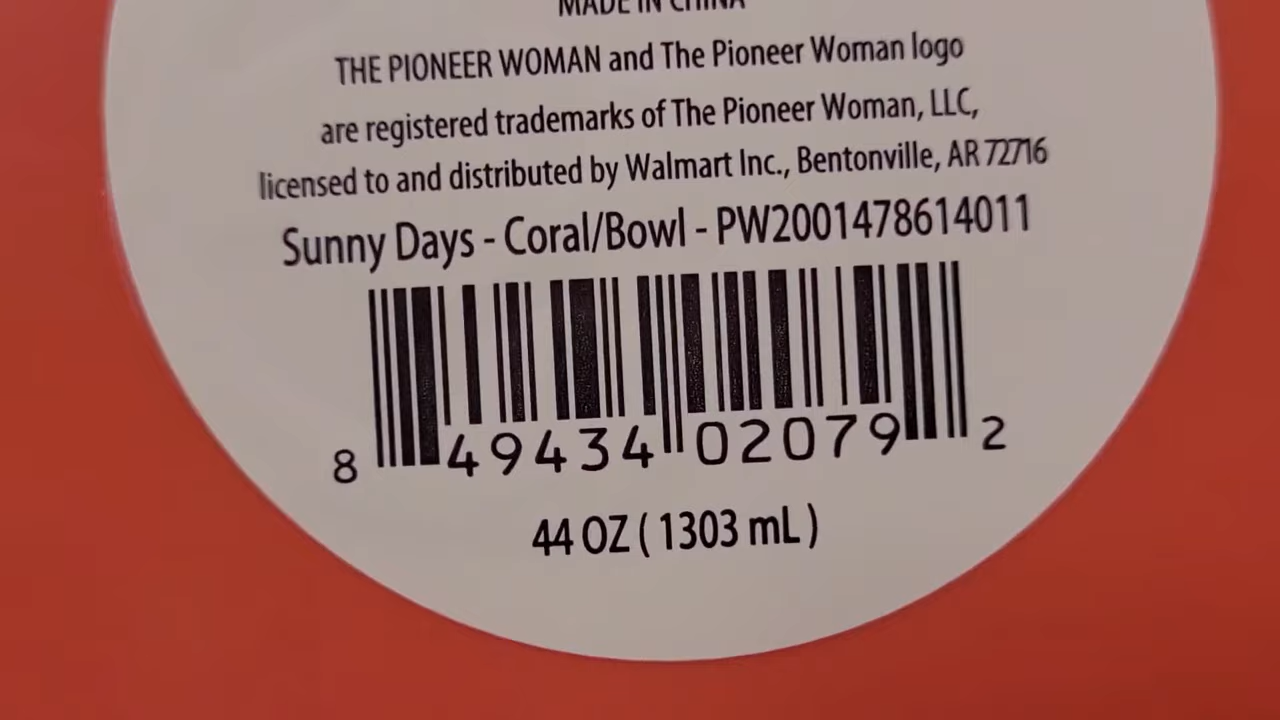 MADE IN CHINA
THE PIONEER WOMAN and The Pioneer Woman logo
are registered trademarks of The Pioneer Woman, LLC,
licensed to and distributed by Walmart Inc., Bentonville, AR 72716
Sunny Days - Coral/Bowl - PW2001478614011
8 49434 02079 2
44 OZ ( 1303 mL )